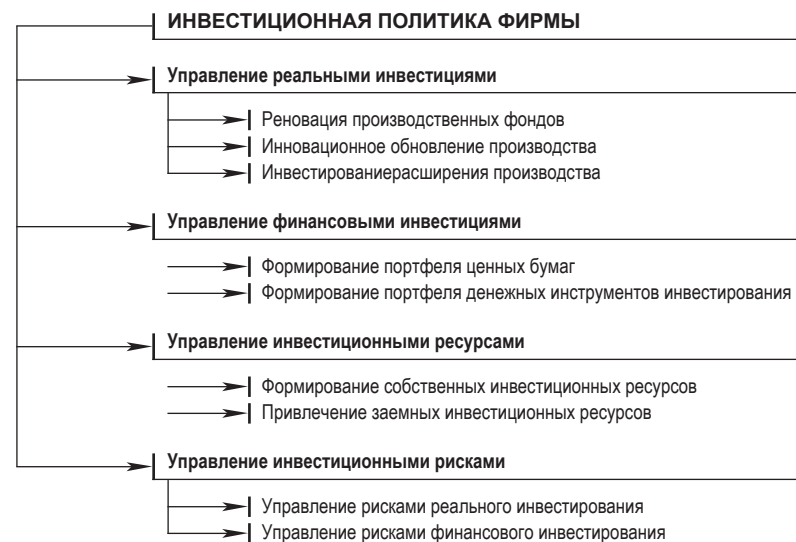 ИНВЕСТИЦИОННАЯ ПОЛИТИКА ФИРМЫ
Управление реальными инвестициями
Реновация производственных фондов
Инновационное обновление производства
Инвестированиерасширения производства
Управление финансовыми инвестициями
Формирование портфеля ценных бумаг
Формирование портфеля денежных инструментов инвестирования
Управление инвестиционными ресурсами
Формирование собственных инвестиционных ресурсов
Привлечение заемных инвестиционных ресурсов
Управление инвестиционными рисками
Управление рисками реального инвестирования
Управление рисками финансового инвестирования